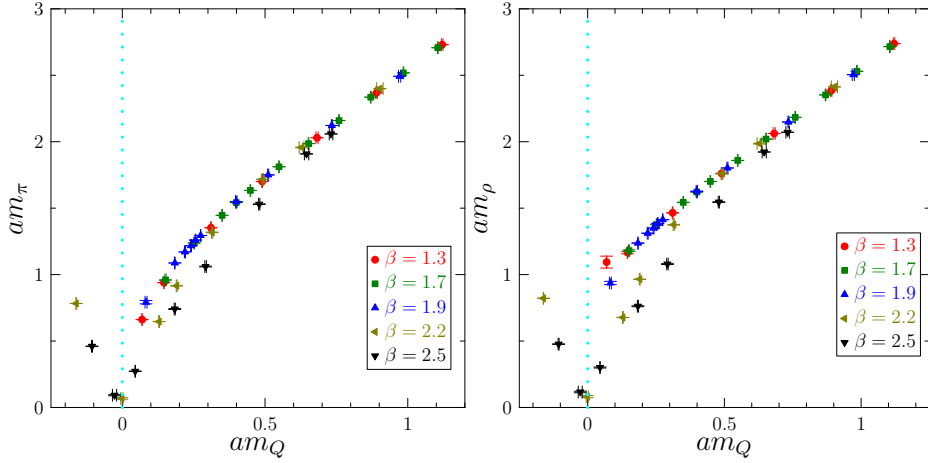 3
2
1
0
0
0.5
1
am_π
am_Q
β = 1.3
β = 1.7
β = 1.9
β = 2.2
β = 2.5
3
2
1
0
0
0.5
1
am_ρ
am_Q
β = 1.3
β = 1.7
β = 1.9
β = 2.2
β = 2.5